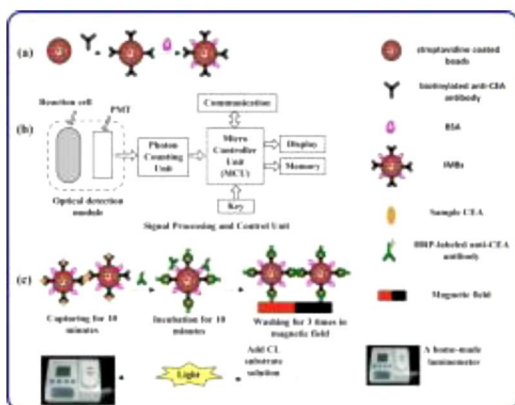 (a)
streptavidine coated
beads
biotinylated anti-CEA
antibody
BSA
IMBs
Sample CEA
HRP-labeled anti-CEA
antibody
Magnetic field
A home-made
luminometer
(b)
Reaction cell
PMT
Optical detection
module
Photon
Counting
Unit
Communication
Micro
Controller
Unit
(MCU)
Display
Memory
Key
Signal Processing and Control Unit
(c)
Capturing for 10
minutes
Incubation for 10
minutes
Washing for 3 times in
magnetic field
Light
Add CL
substrate
solution